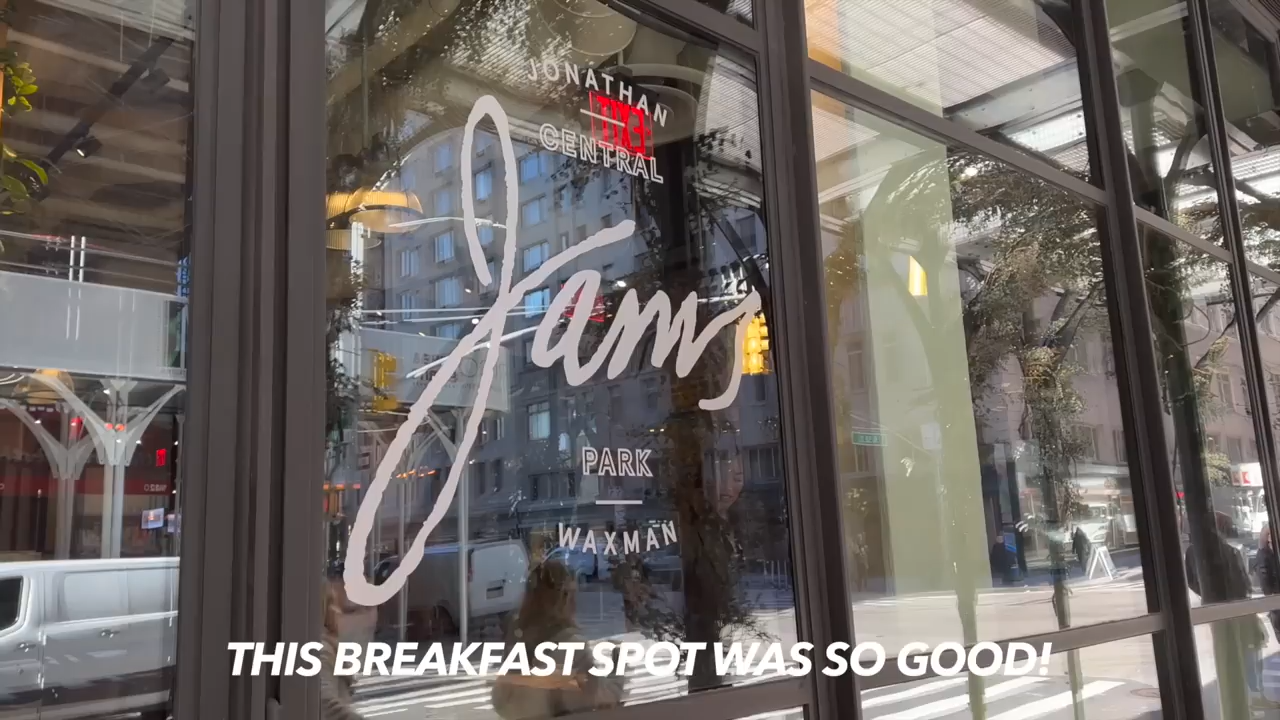 JONATHAN
CENTRAL
Jams
PARK
WAXMAN
THIS BREAKFAST SPOT WAS SO GOOD!